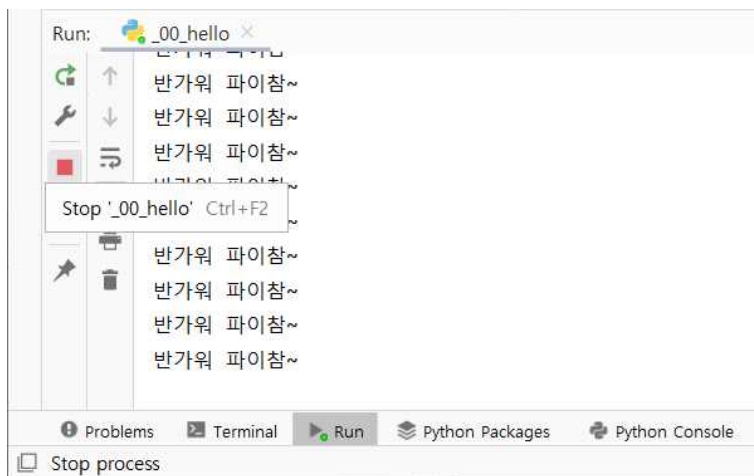 Run: _00_hello
반가워 파이참~
반가워 파이참~
반가워 파이참~
~
Stop '_00_hello' Ctrl+F2 ~
반가워 파이참~
반가워 파이참~
반가워 파이참~
반가워 파이참~
Problems Terminal Run Python Packages Python Console
Stop process